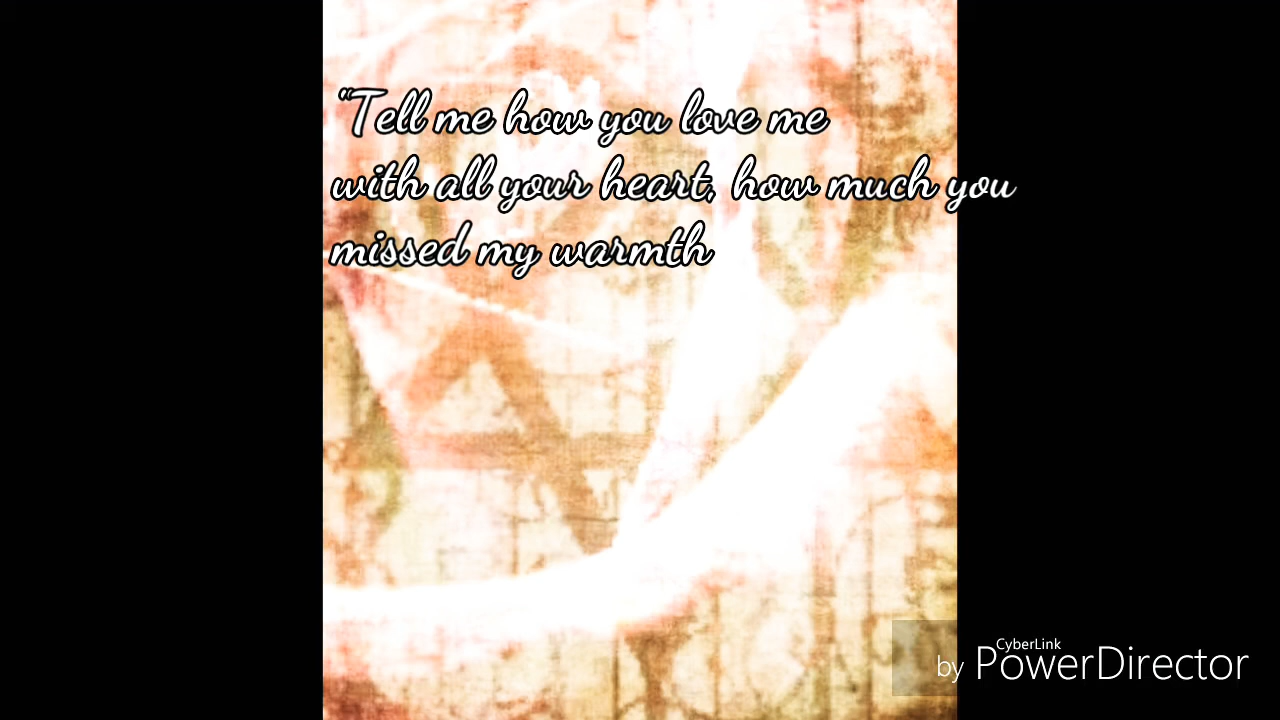 “Tell me how you love me
with all your heart, how much you
missed my warmth
CyberLink
by PowerDirector